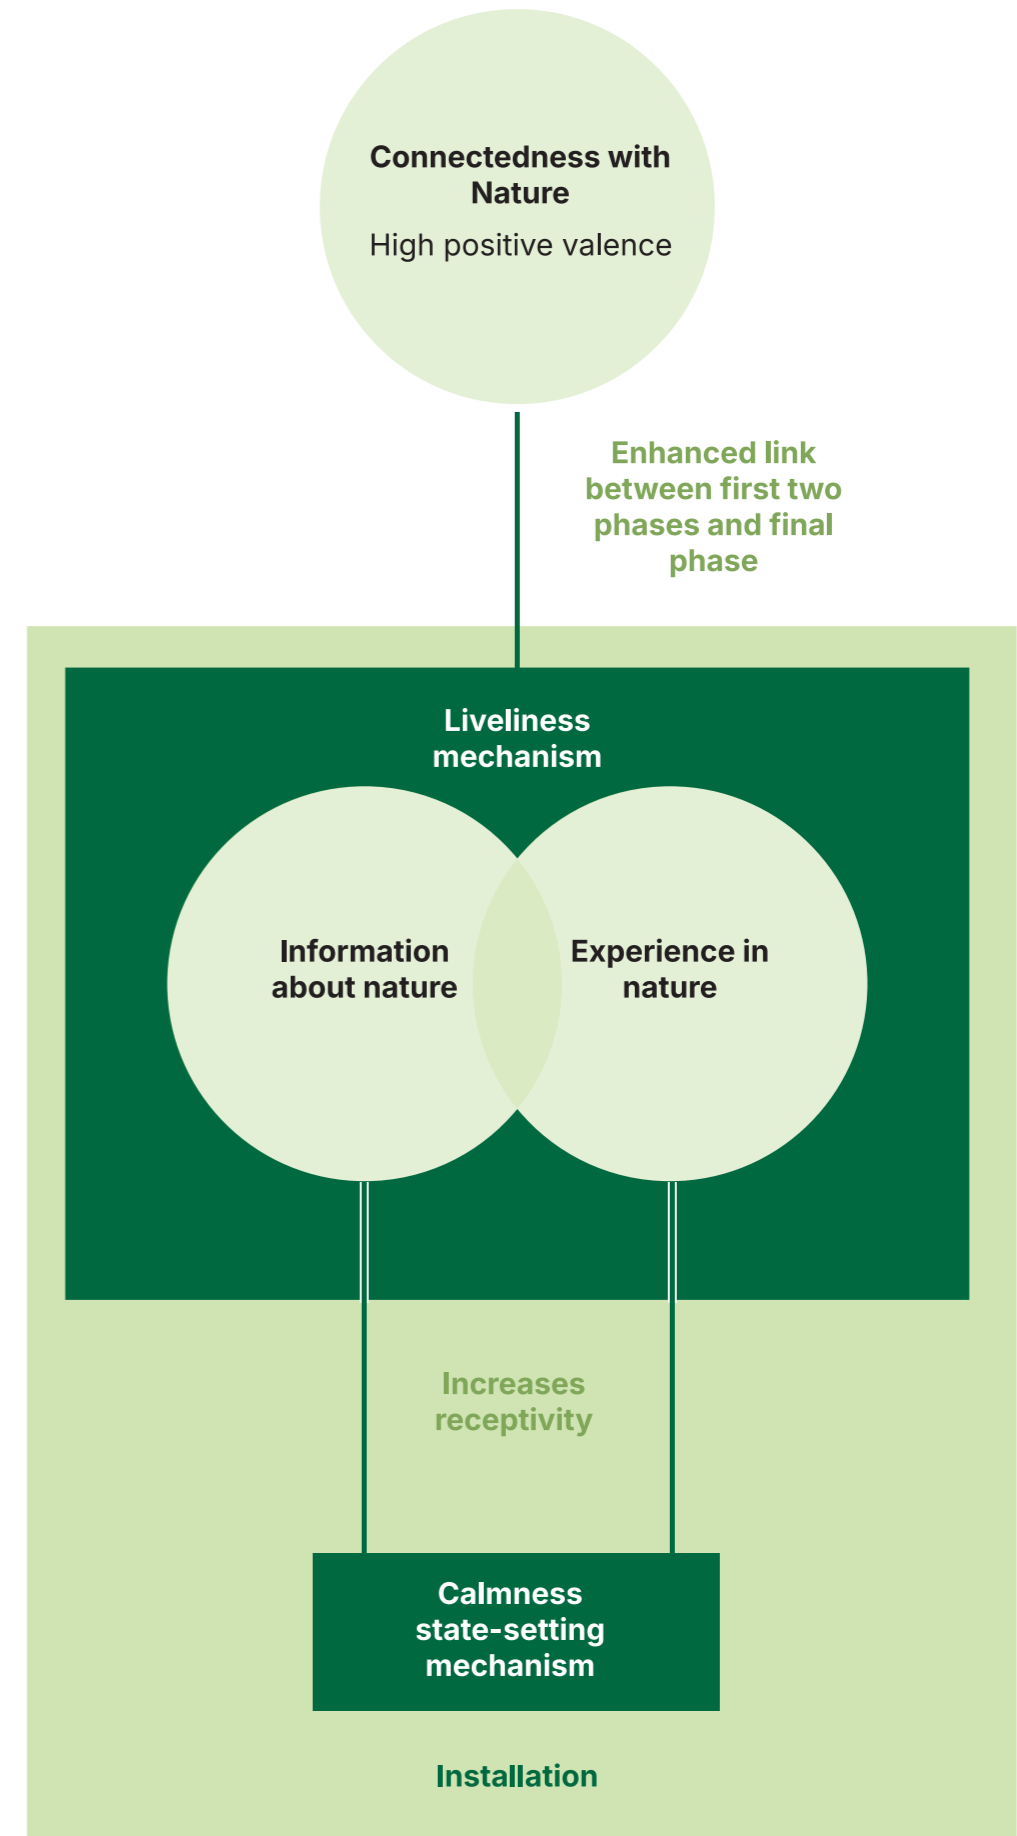 Connectedness with
Nature
High positive valence
Enhanced link
between first two
phases and final
phase
Liveliness
mechanism
Information
about nature
Experience in
nature
Increases
receptivity
Calmness
state-setting
mechanism
Installation